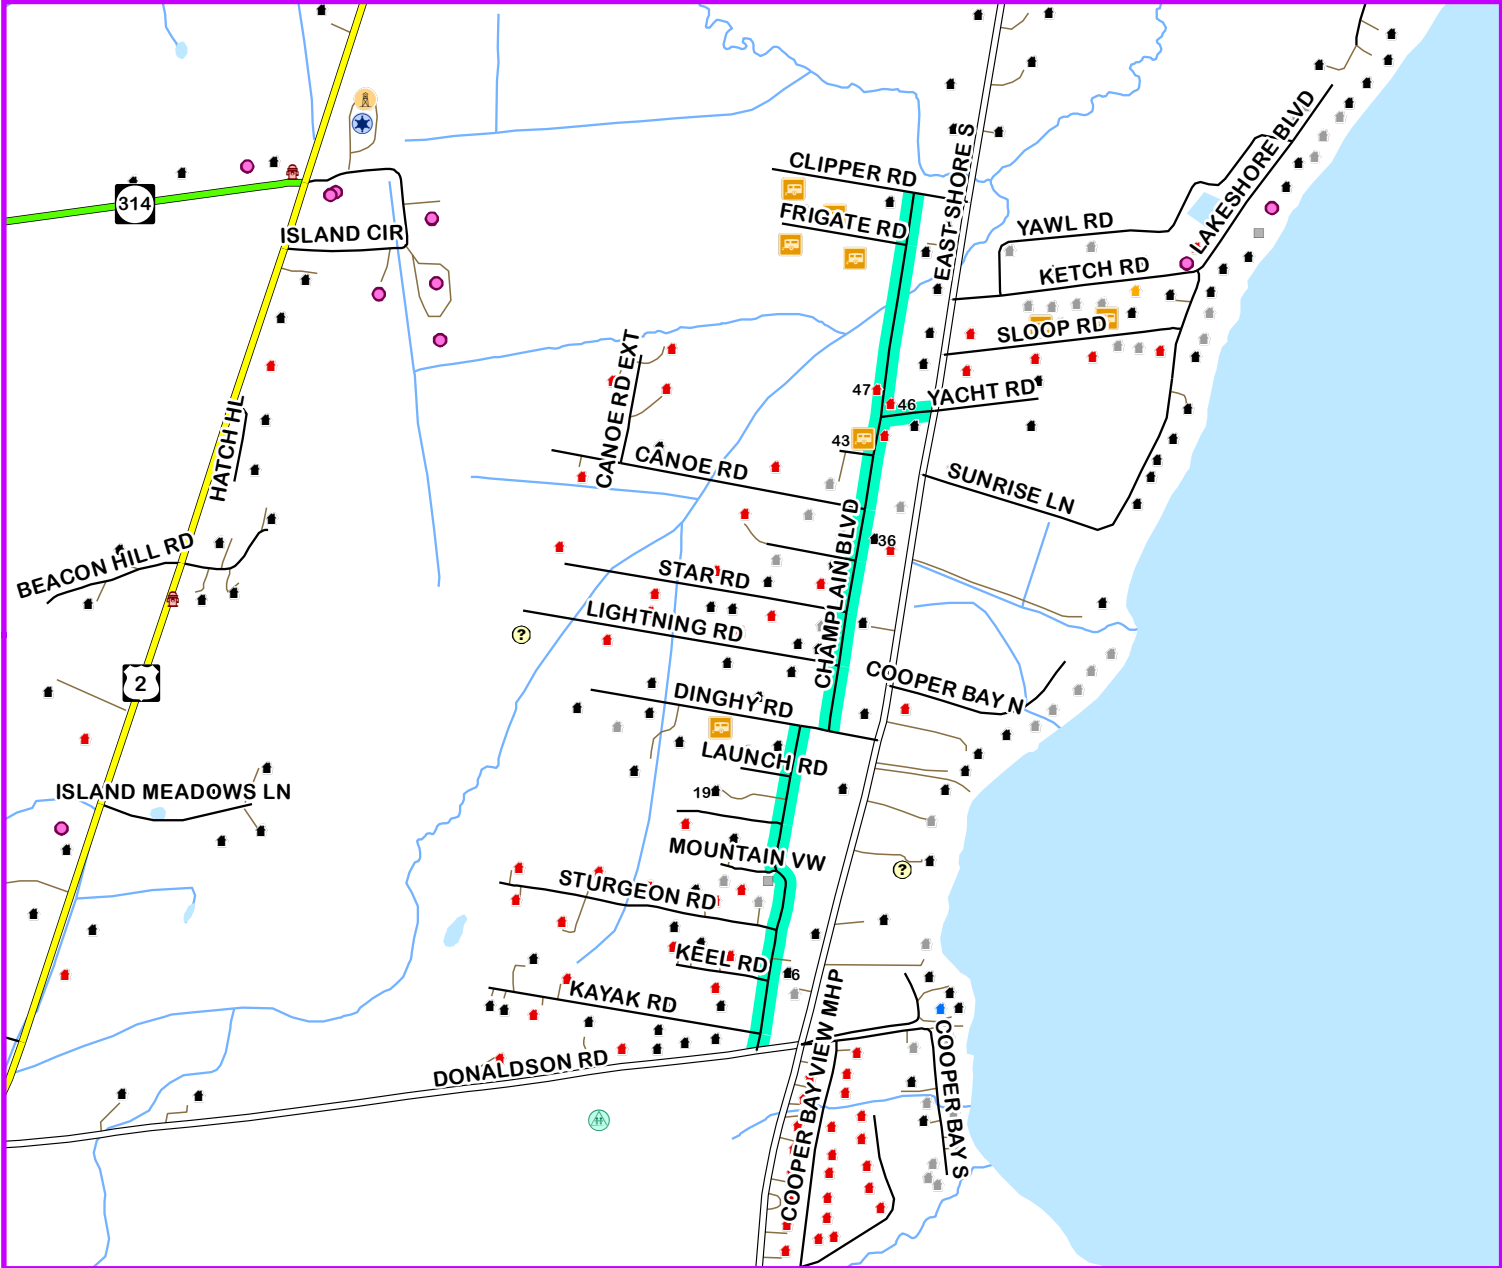 CLIPPER RD
314
FRIGATE RD
EAST SHORE S
LAKESHORE BLVD
YAWL RD
ISLAND CIR
KETCH RD
SLOOP RD
CANOE RD EXT
47
46
YACHT RD
HATCH HL
43
CANOE RD
SUNRISE LN
CHAMPLAIN BLVD
36
BEACON HILL RD
STAR RD
LIGHTNING RD
?
2
COOPER BAY N
DINGHY RD
LAUNCH RD
ISLAND MEADOWS LN
19
MOUNTAIN VW
?
STURGEON RD
KEEL RD
6
KAYAK RD
COOPER BAY VIEW MHP
DONALDSON RD
COOPER BAY S